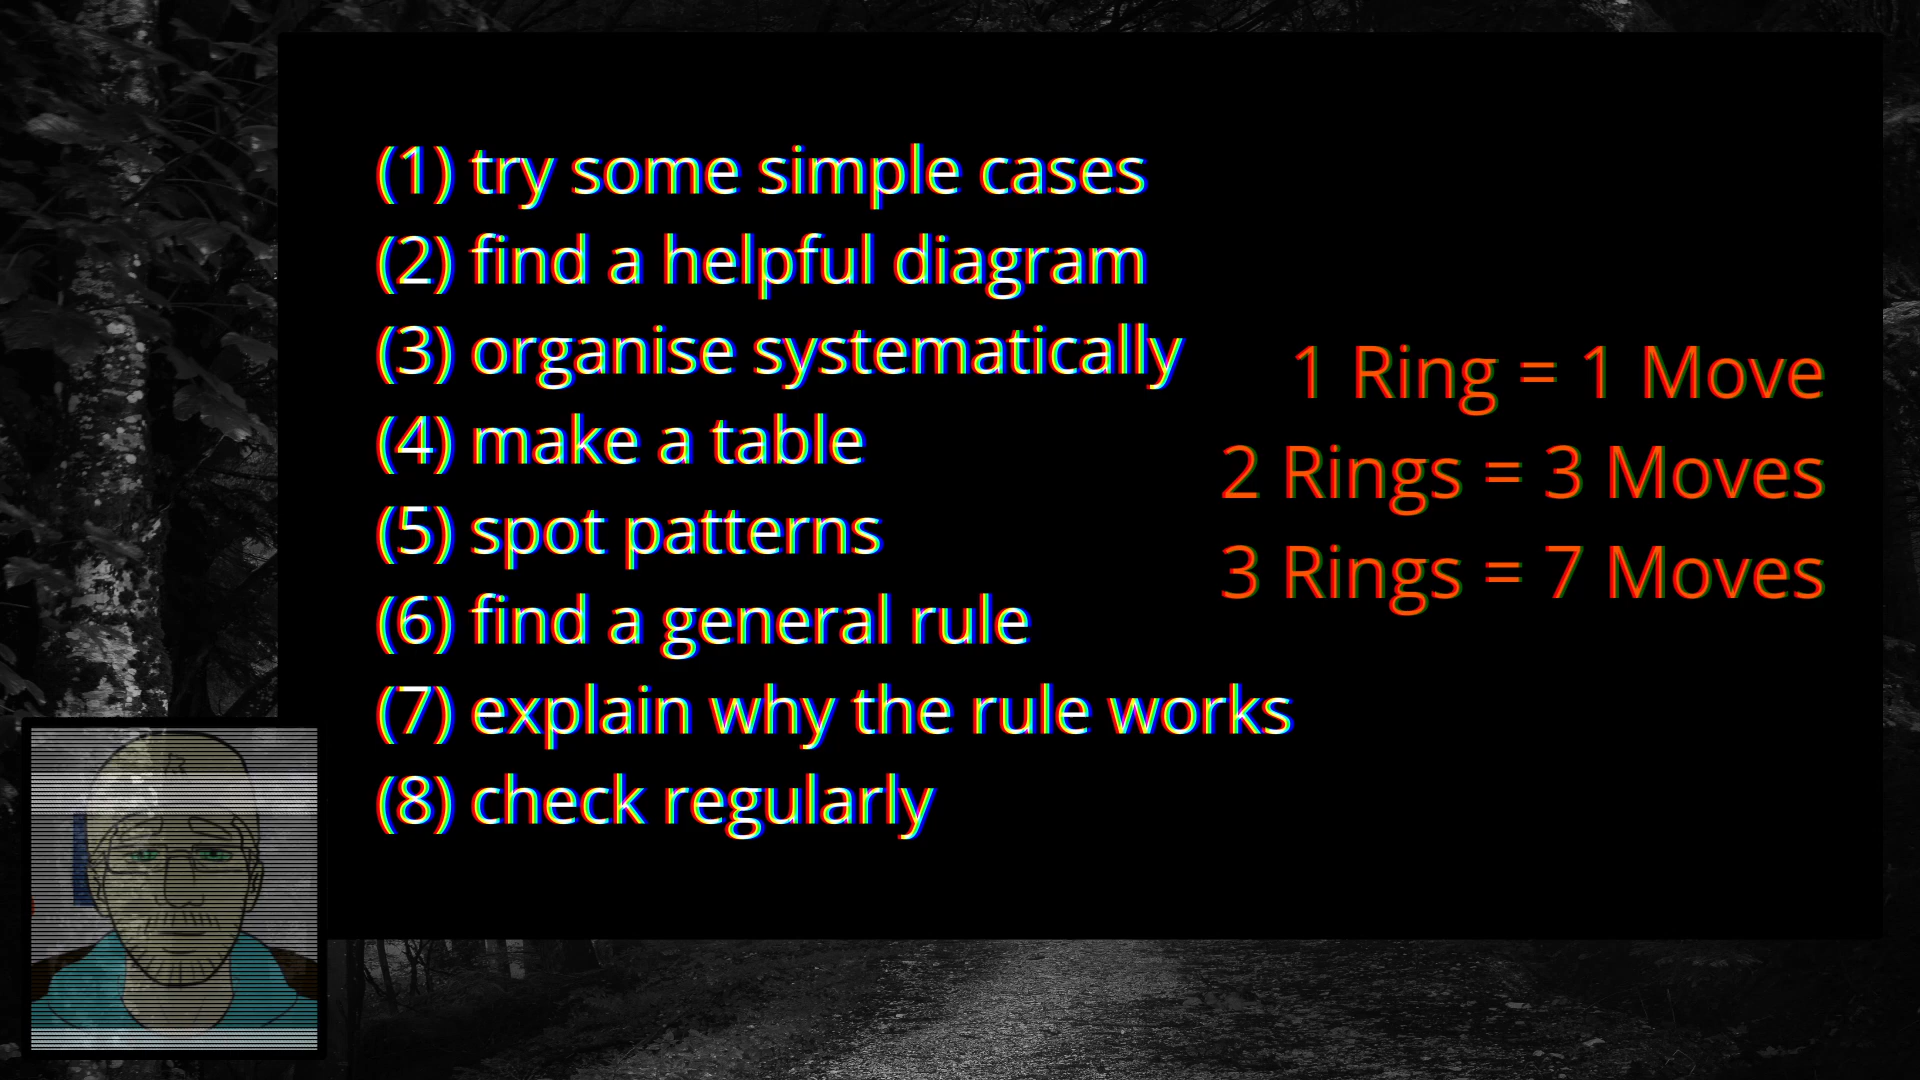 (1) try some simple cases
(2) find a helpful diagram
(3) organise systematically
(4) make a table
(5) spot patterns
(6) find a general rule
(7) explain why the rule works
(8) check regularly
1 Ring = 1 Move
2 Rings = 3 Moves
3 Rings = 7 Moves